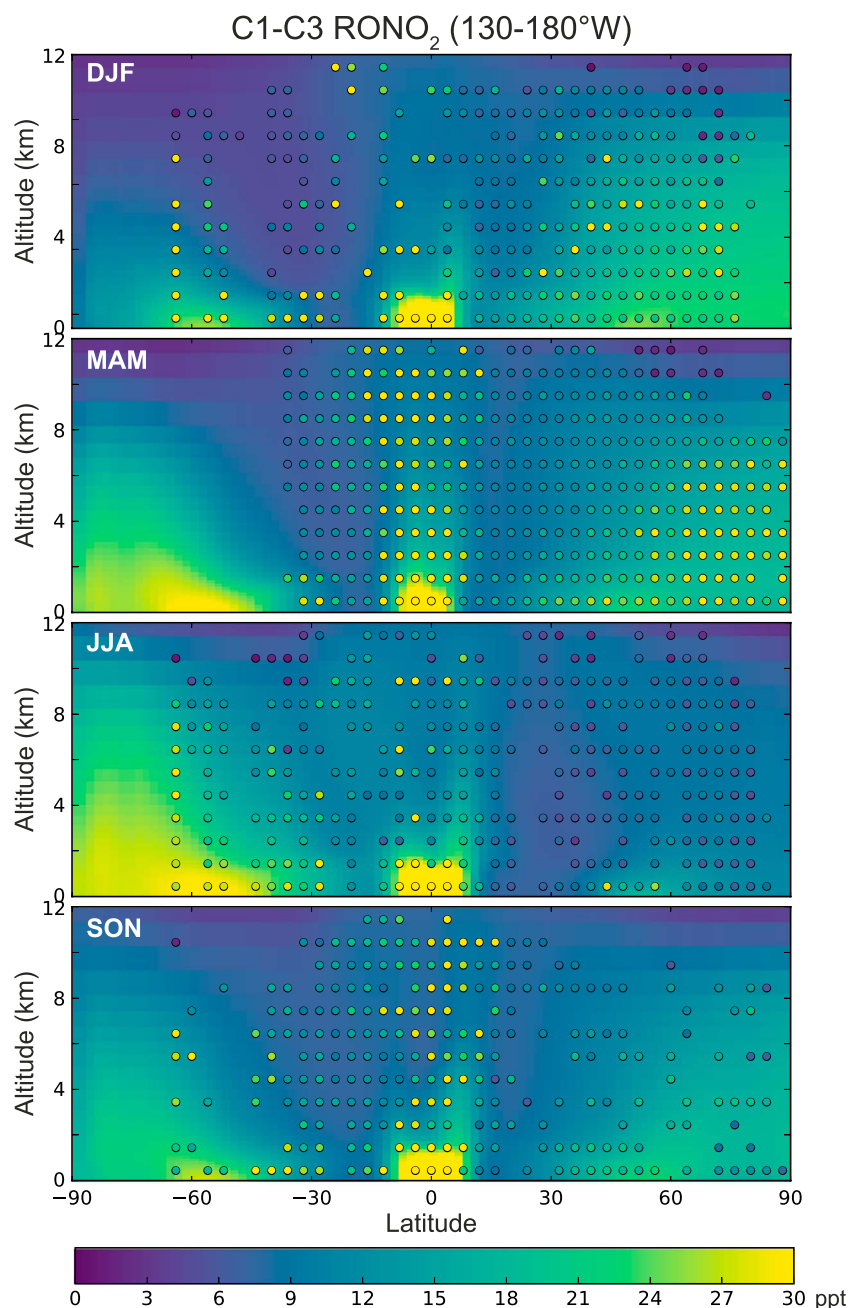 C1-C3 RONO2 (130-180°W)
DJF
12
8
4
0
Altitude (km)
MAM
12
8
4
0
Altitude (km)
JJA
12
8
4
0
Altitude (km)
SON
12
8
4
0
Altitude (km)
−90 −60 −30 0 30 60 90
Latitude
0 3 6 9 12 15 18 21 24 27 30 ppt